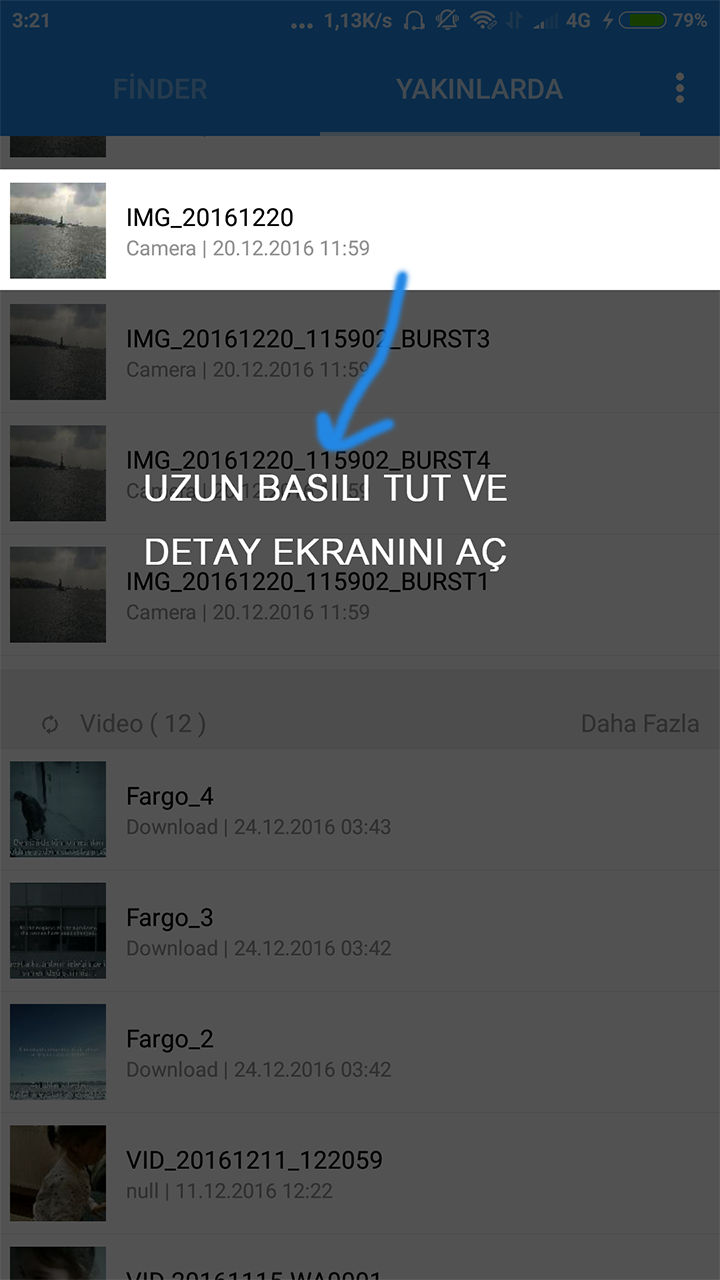 3:21 ... 1,13K/s 4G 79%
FİNDER YAKINLARDA
IMG_20161220
Camera | 20.12.2016 11:59
IMG_20161220_115902_BURST3
Camera | 20.12.2016 11:59
IMG_20161220_115902_BURST4
UZUN BASILI TUT VE
DETAY EKRANINI AÇ
IMG_20161220_115902_BURST1
Camera | 20.12.2016 11:59
Video ( 12 ) Daha Fazla
Fargo_4
Download | 24.12.2016 03:43
Fargo_3
Download | 24.12.2016 03:42
Fargo_2
Download | 24.12.2016 03:42
VID_20161211_122059
null | 11.12.2016 12:22